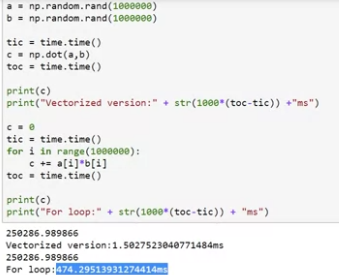 a = np.random.rand(1000000)
b = np.random.rand(1000000)
tic = time.time()
c = np.dot(a,b)
toc = time.time()
print(c)
print("Vectorized version:" + str(1000*(toc-tic)) +"ms")
c = 0
tic = time.time()
for i in range(1000000):
    c += a[i]*b[i]
toc = time.time()
print(c)
print("For loop:" + str(1000*(toc-tic)) + "ms")
250286.989866
Vectorized version:1.5027523040771484ms
250286.989866
For loop:474.29513931274414ms